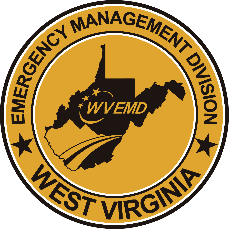 EMERGENCY MANAGEMENT DIVISION
WVEMD
WEST VIRGINIA